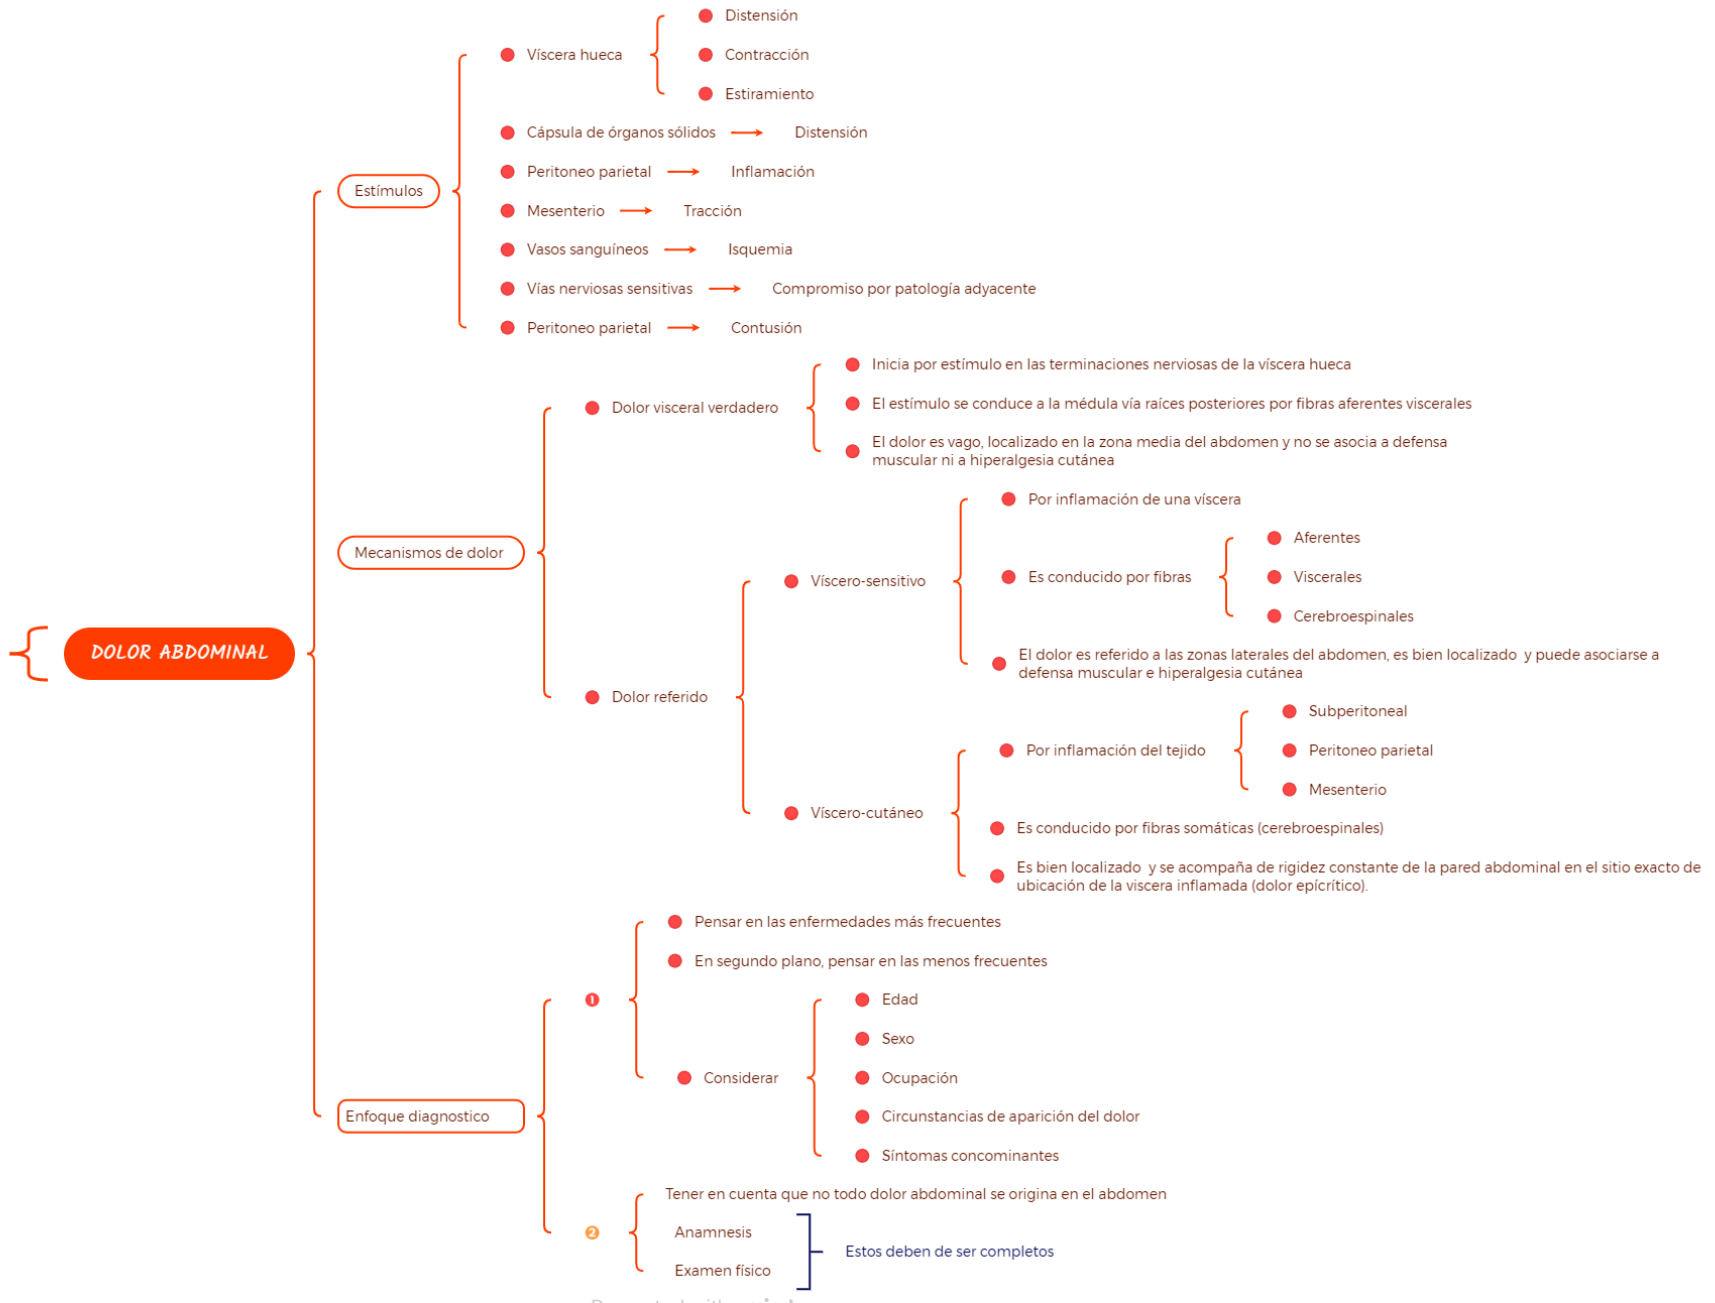 Distensión
Víscera hueca
Contracción
Estiramiento
Cápsula de órganos sólidos
Distensión
Peritoneo parietal
Inflamación
Estímulos
Mesenterio
Tracción
Vasos sanguíneos
Isquemia
Vías nerviosas sensitivas
Compromiso por patología adyacente
Peritoneo parietal
Contusión
Inicia por estímulo en las terminaciones nerviosas de la víscera hueca
Dolor visceral verdadero
El estímulo se conduce a la médula vía raíces posteriores por fibras aferentes viscerales
El dolor es vago, localizado en la zona media del abdomen y no se asocia a defensa
muscular ni a hiperalgesia cutánea
Mecanismos de dolor
Por inflamación de una víscera
Víscero-sensitivo
Es conducido por fibras
Aferentes
Viscerales
Cerebroespinales
El dolor es referido a las zonas laterales del abdomen, es bien localizado y puede asociarse a
defensa muscular e hiperalgesia cutánea
DOLOR ABDOMINAL
Dolor referido
Por inflamación del tejido
Subperitoneal
Peritoneo parietal
Mesenterio
Víscero-cutáneo
Es conducido por fibras somáticas (cerebroespinales)
Es bien localizado y se acompaña de rigidez constante de la pared abdominal en el sitio exacto de
ubicación de la viscera inflamada (dolor epícrítico).
Pensar en las enfermedades más frecuentes
En segundo plano, pensar en las menos frecuentes
1
Considerar
Edad
Sexo
Ocupación
Circunstancias de aparición del dolor
Síntomas concominantes
Enfoque diagnostico
Tener en cuenta que no todo dolor abdominal se origina en el abdomen
2
Anamnesis
Examen físico
Estos deben de ser completos